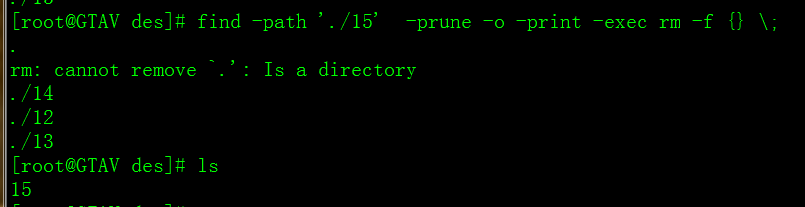 [root@GTAV des]# find -path './15'  -prune -o -print -exec rm -f {} \;
.
rm: cannot remove `.': Is a directory
./14
./12
./13
[root@GTAV des]# ls
15